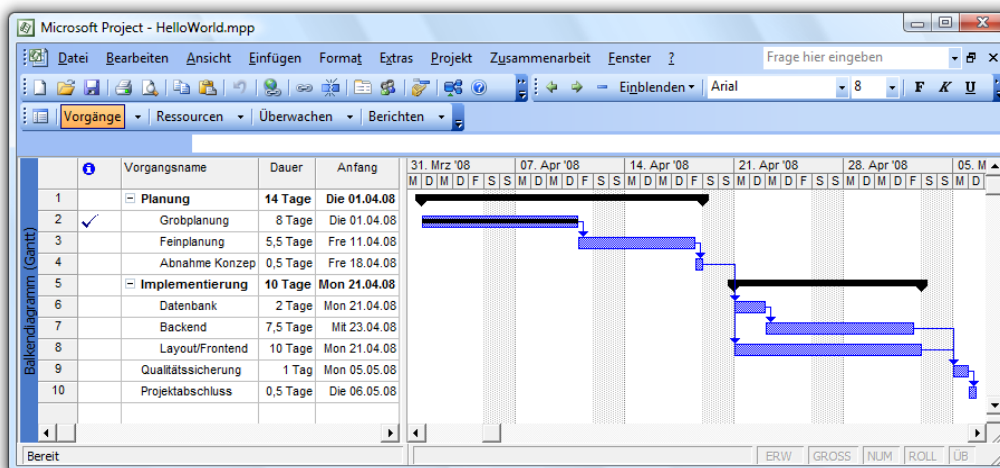 Microsoft Project - HelloWorld.mpp
Datei Bearbeiten Ansicht Einfügen Format Extras Projekt Zusammenarbeit Fenster ? Frage hier eingeben
Einblenden Arial 8 F K U
Vorgänge Ressourcen Überwachen Berichten
Vorgangsname Dauer Anfang 31. Mrz '08 07. Apr '08 14. Apr '08 21. Apr '08 28. Apr '08 05. M
M D M D F S S M D M D F S S M D M D F S S M D M D F S S M D M D F S S M D
1 Planung 14 Tage Die 01.04.08
2 Grobplanung 8 Tage Die 01.04.08
3 Feinplanung 5,5 Tage Fre 11.04.08
4 Abnahme Konzep 0,5 Tage Fre 18.04.08
5 Implementierung 10 Tage Mon 21.04.08
6 Datenbank 2 Tage Mon 21.04.08
7 Backend 7,5 Tage Mit 23.04.08
8 Layout/Frontend 10 Tage Mon 21.04.08
9 Qualitätssicherung 1 Tag Mon 05.05.08
10 Projektabschluss 0,5 Tage Die 06.05.08
Balkendiagramm (Gantt)
Bereit ERW GROSS NUM ROLL ÜB